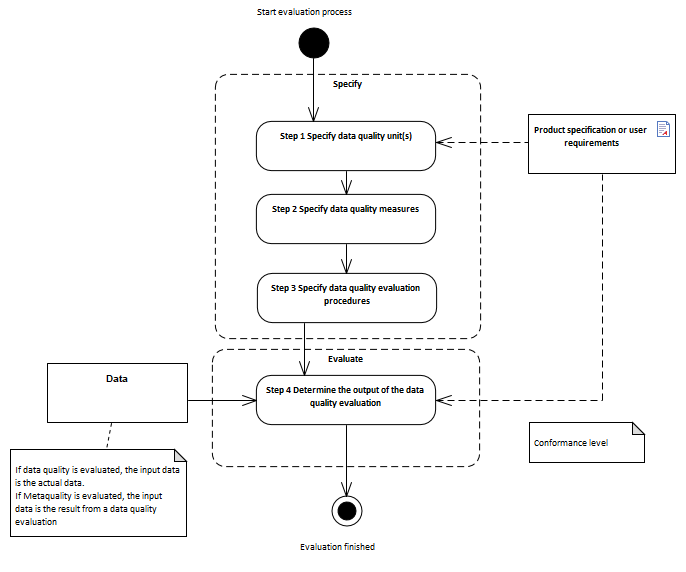 Start evaluation process
Specify
Step 1 Specify data quality unit(s)
Product specification or user
requirements
Step 2 Specify data quality measures
Step 3 Specify data quality evaluation
procedures
Evaluate
Data
Step 4 Determine the output of the data
quality evaluation
Conformance level
If data quality is evaluated, the input data
is the actual data.
If Metaquality is evaluated, the input
data is the result from a data quality
evaluation
Evaluation finished